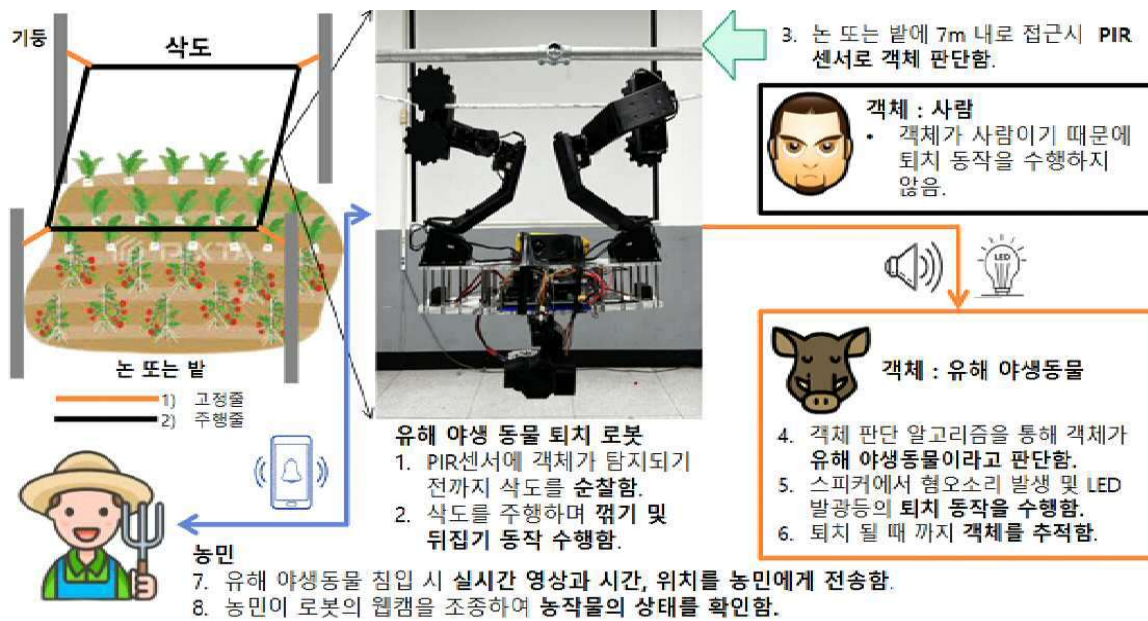 기둥
삭도
논 또는 밭
1) 고정줄
2) 주행줄
3. 논 또는 밭에 7m 내로 접근시 PIR
센서로 객체 판단함.
객체 : 사람
• 객체가 사람이기 때문에
퇴치 동작을 수행하지
않음.
LED
객체 : 유해 야생동물
4. 객체 판단 알고리즘을 통해 객체가
유해 야생동물이라고 판단함.
5. 스피커에서 혐오소리 발생 및 LED
발광등의 퇴치 동작을 수행함.
6. 퇴치 될 때 까지 객체를 추적함.
유해 야생 동물 퇴치 로봇
1. PIR센서에 객체가 탐지되기
전까지 삭도를 순찰함.
2. 삭도를 주행하며 꺾기 및
뒤집기 동작 수행함.
농민
7. 유해 야생동물 침입 시 실시간 영상과 시간, 위치를 농민에게 전송함.
8. 농민이 로봇의 웹캠을 조종하여 농작물의 상태를 확인함.
PIXTA